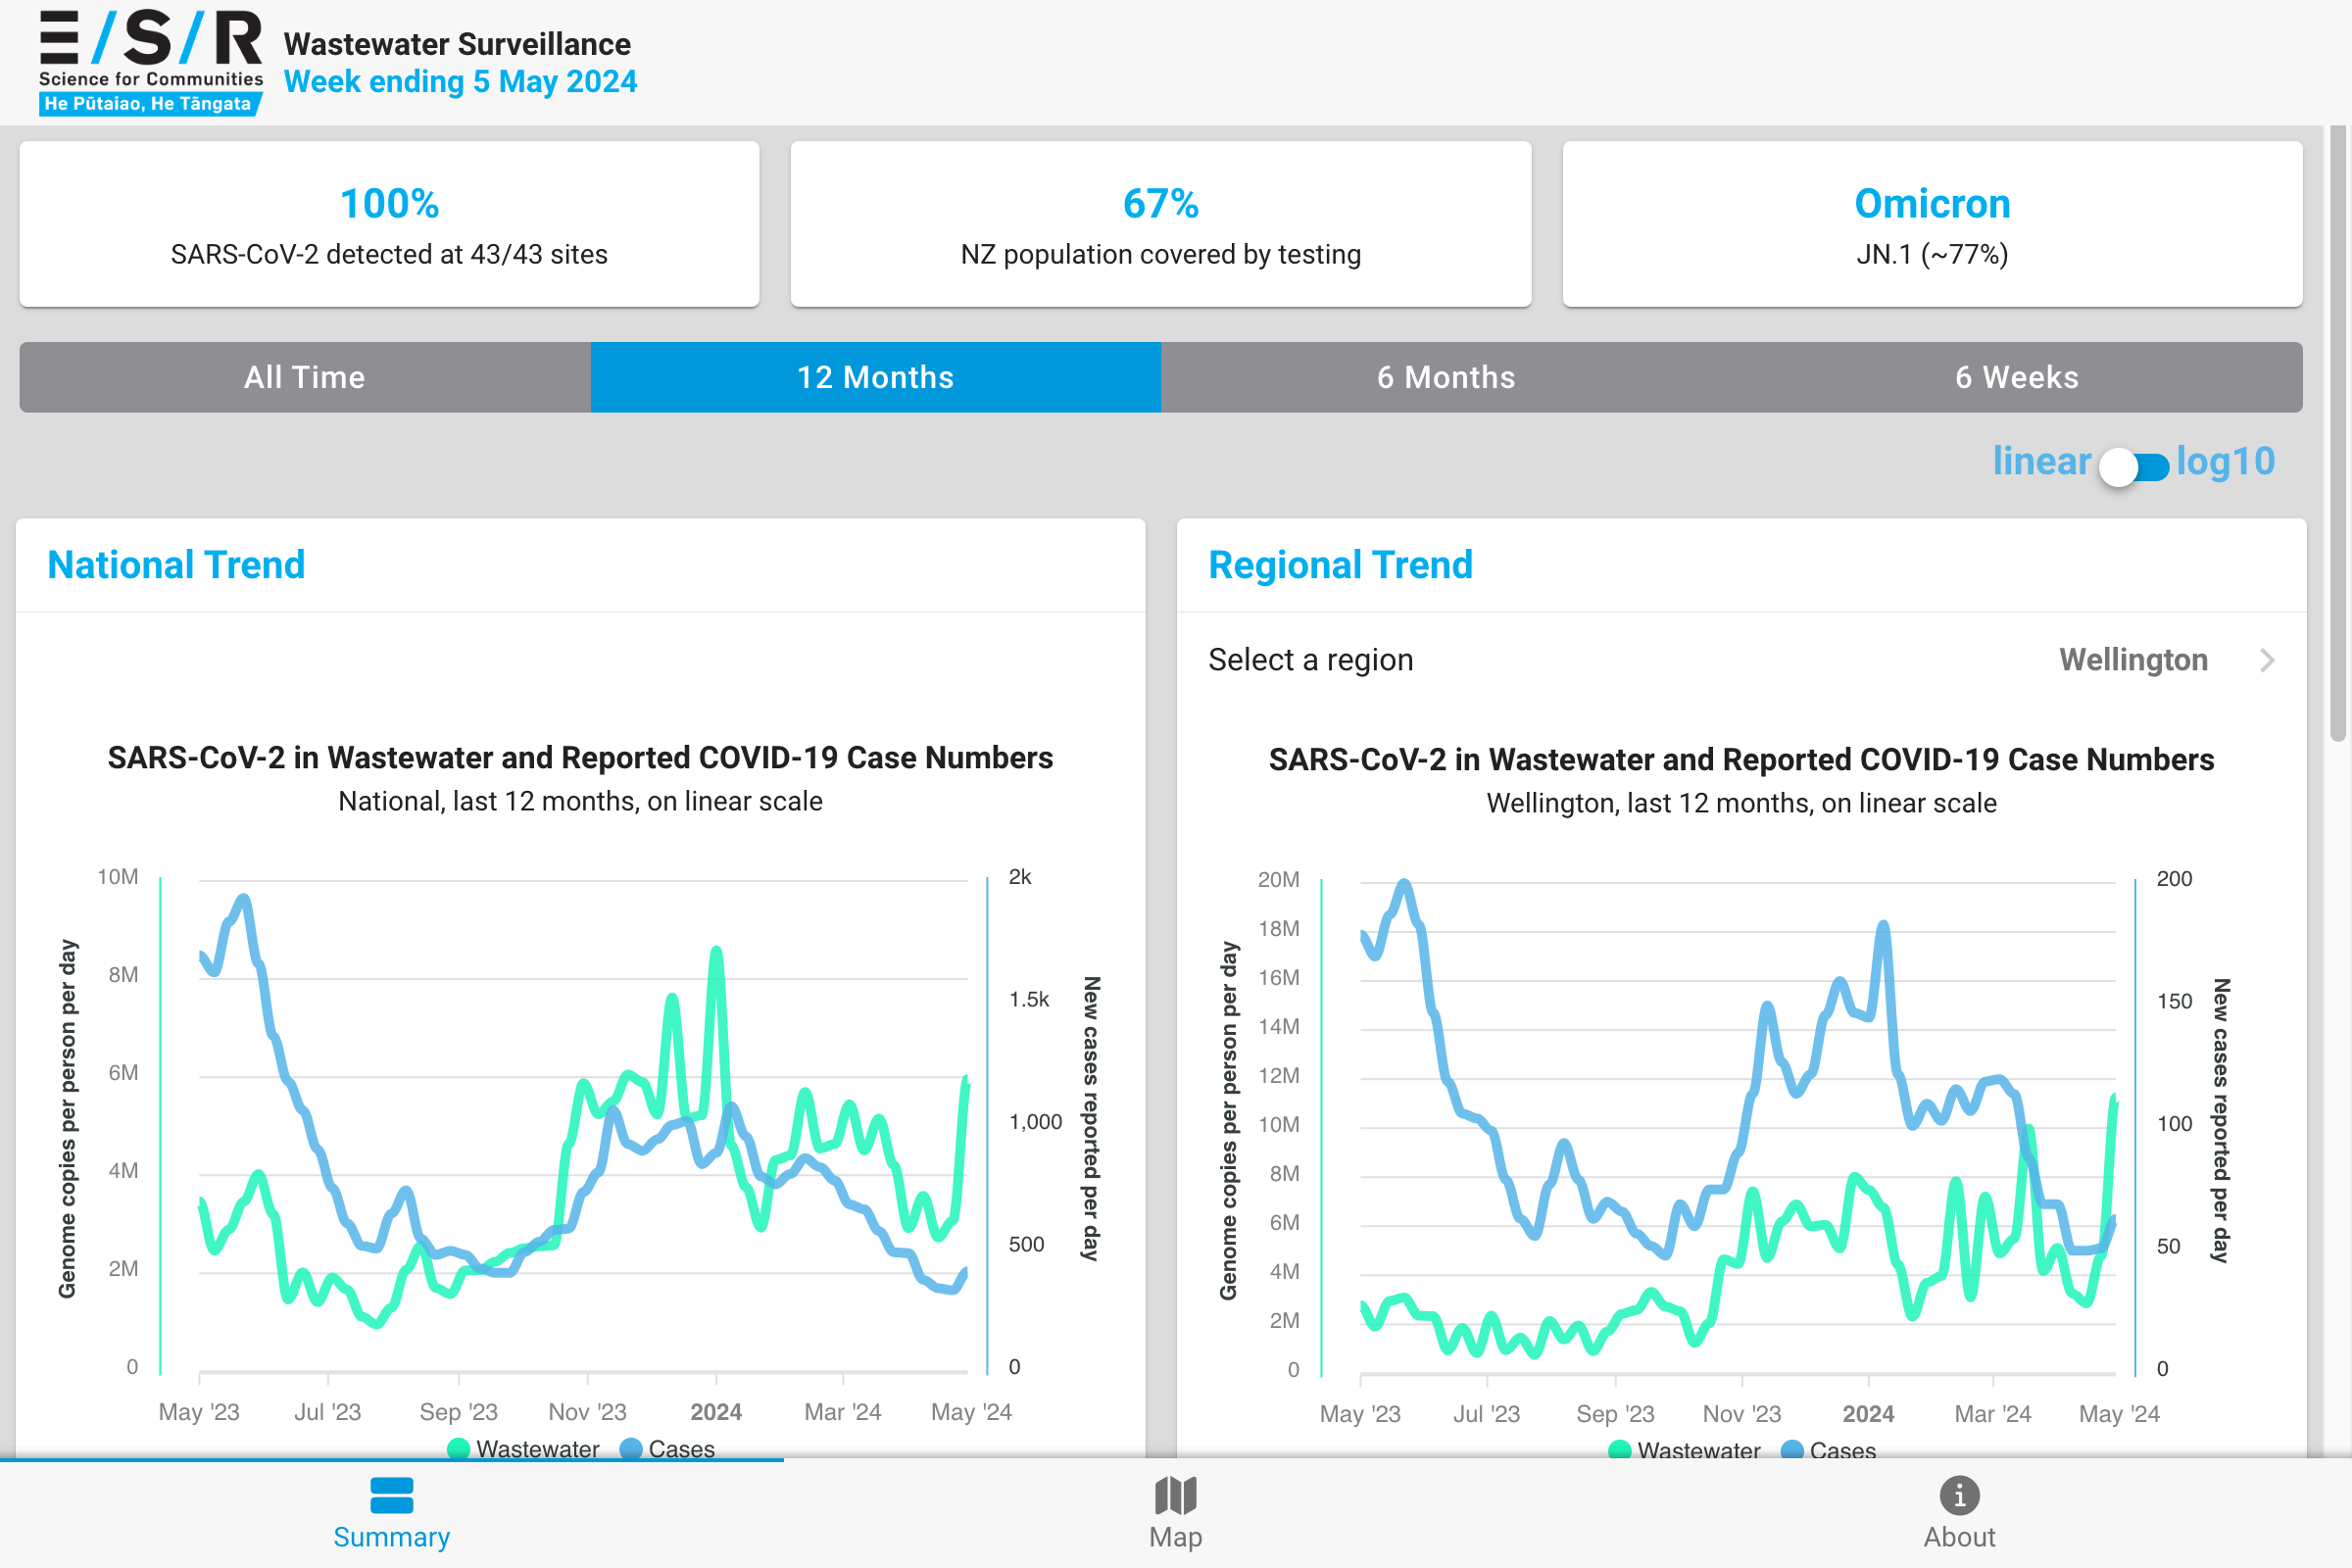 E/S/R
Science for Communities
He Pūtaiao, He Tāngata
Wastewater Surveillance
Week ending 5 May 2024
100%
SARS-CoV-2 detected at 43/43 sites
67%
NZ population covered by testing
Omicron
JN.1 (~77%)
All Time
12 Months
6 Months
6 Weeks
linear
log10
National Trend
SARS-CoV-2 in Wastewater and Reported COVID-19 Case Numbers
National, last 12 months, on linear scale
Genome copies per person per day
10M
8M
6M
4M
2M
0
2k
1.5k
1,000
500
0
New cases reported per day
May '23
Jul '23
Sep '23
Nov '23
2024
Mar '24
May '24
Wastewater
Cases
Regional Trend
Select a region
Wellington
SARS-CoV-2 in Wastewater and Reported COVID-19 Case Numbers
Wellington, last 12 months, on linear scale
Genome copies per person per day
20M
18M
16M
14M
12M
10M
8M
6M
4M
2M
0
200
150
100
50
0
New cases reported per day
May '23
Jul '23
Sep '23
Nov '23
2024
Mar '24
May '24
Wastewater
Cases
Summary
Map
About